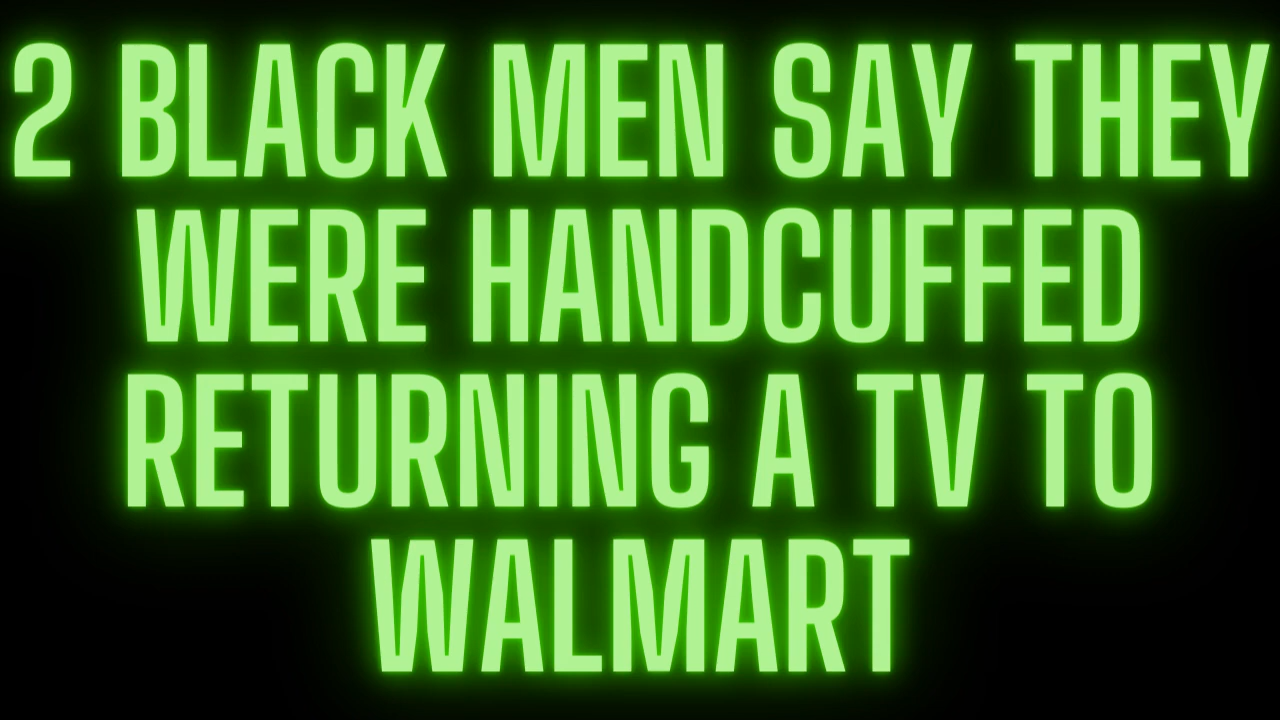 2 BLACK MEN SAY THEY
WERE HANDCUFFED
RETURNING A TV TO
WALMART